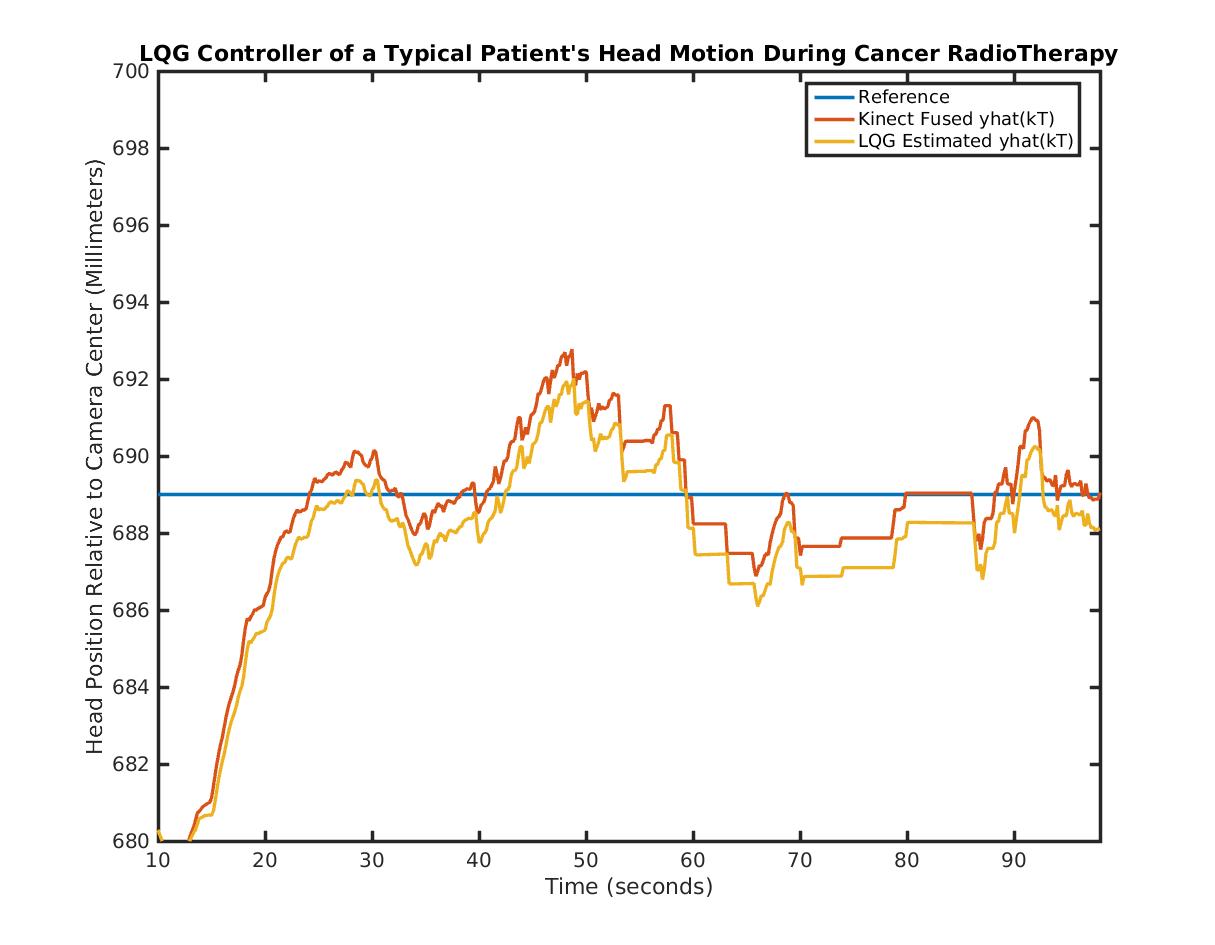 LQG Controller of a Typical Patient's Head Motion During Cancer RadioTherapy
700
698
696
694
692
690
688
686
684
682
680
Head Position Relative to Camera Center (Millimeters)
Reference
Kinect Fused yhat(kT)
LQG Estimated yhat(kT)
10 20 30 40 50 60 70 80 90
Time (seconds)